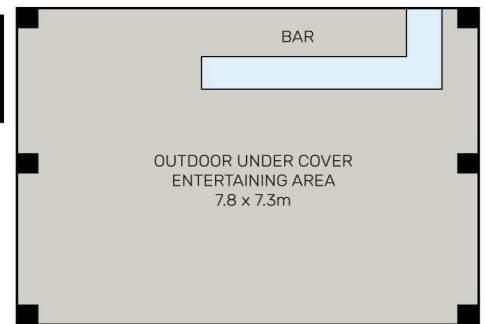 BAR
OUTDOOR UNDER COVER
ENTERTAINING AREA
7.8 x 7.3m